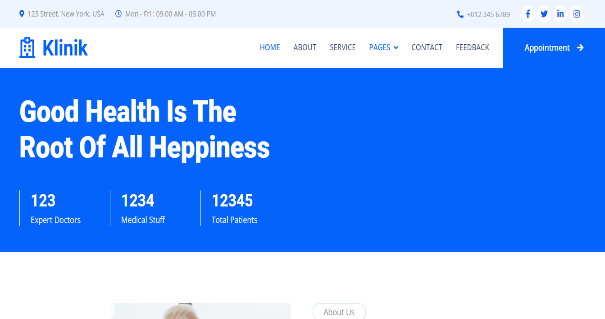 123 Street, New York, USA
Mon - Fri : 09.00 AM - 09.00 PM
+012 345 6789
Klinik
HOME
ABOUT
SERVICE
PAGES
CONTACT
FEEDBACK
Appointment
Good Health Is The
Root Of All Heppiness
123
Expert Doctors
1234
Medical Stuff
12345
Total Patients
About Us